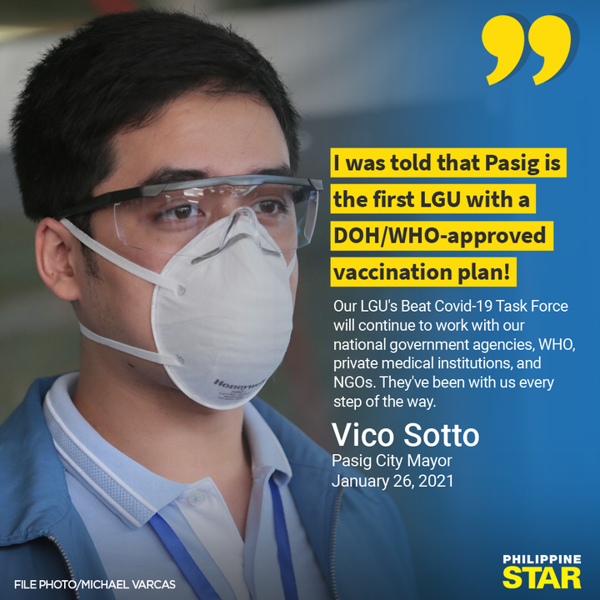 I was told that Pasig is
the first LGU with a
DOH/WHO-approved
vaccination plan!
Our LGU's Beat Covid-19 Task Force
will continue to work with our
national government agencies, WHO,
private medical institutions, and
NGOs. They've been with us every
step of the way.
Vico Sotto
Pasig City Mayor
January 26, 2021
Honeywell
FILE PHOTO/MICHAEL VARCAS
PHILIPPINE
STAR